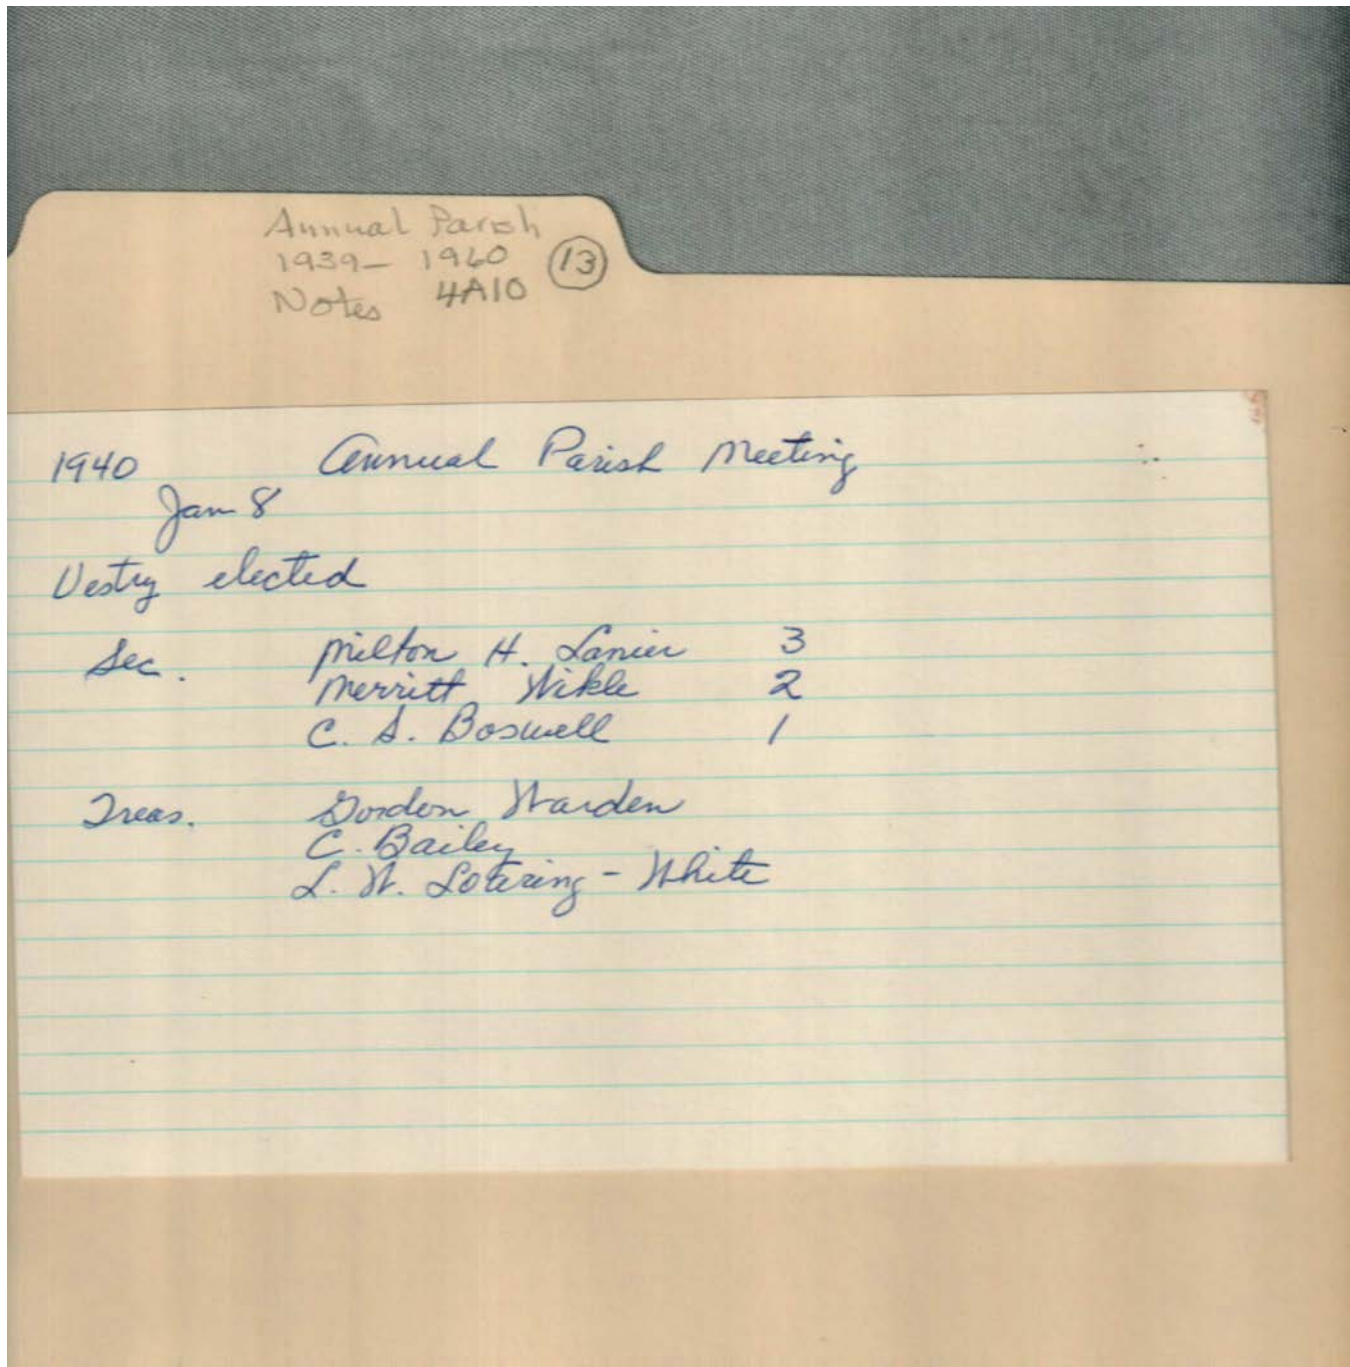 Annual Parish
1939- 1960 13
Notes 4A10
1940 Annual Parish Meeting
Jan 8
Vestry elected
Sec. Milton H. Lanier 3
Merritt Wikle 2
C. S. Boswell 1
Treas. Gordon Warden
C. Bailey
L. W. - White